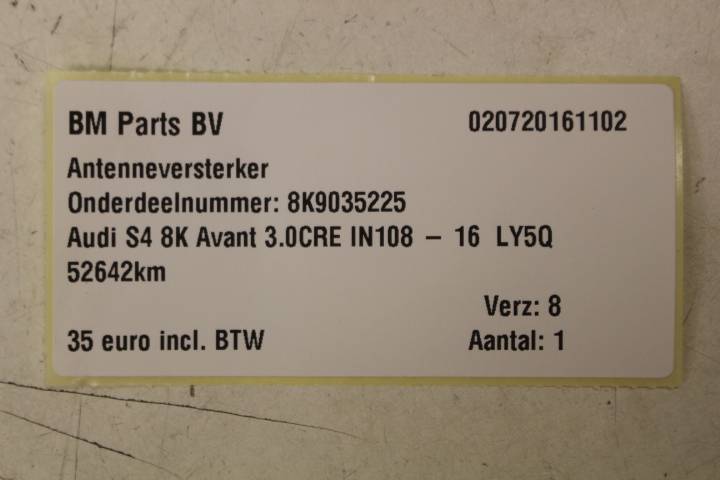 BM Parts BV 020720161102
Antenneversterker
Onderdeelnummer: 8K9035225
Audi S4 8K Avant 3.0CRE IN108 – 16 LY5Q
52642km
Verz: 8
35 euro incl. BTW Aantal: 1